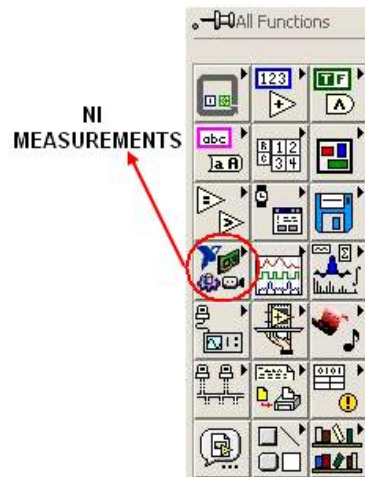 All Functions
123
TF
NI
MEASUREMENTS
abc
a A
1 2
3 4
0101